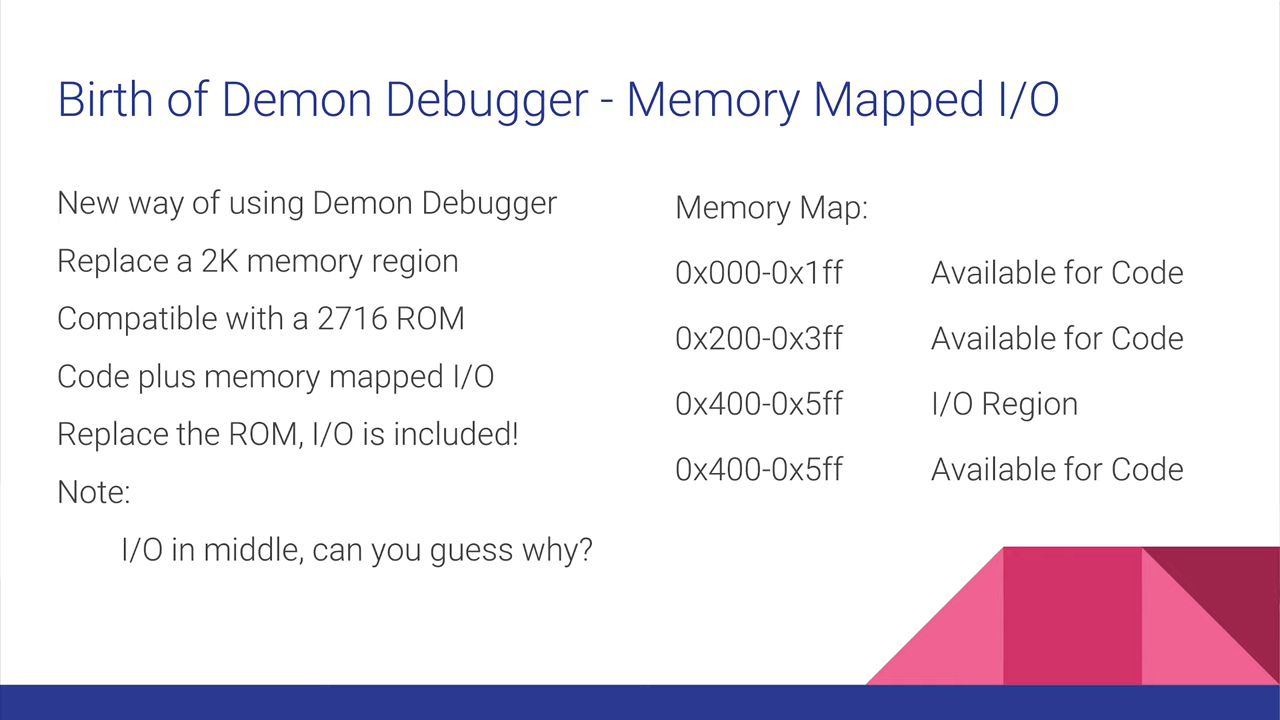 Birth of Demon Debugger - Memory Mapped I/O
New way of using Demon Debugger
Replace a 2K memory region
Compatible with a 2716 ROM
Code plus memory mapped I/O
Replace the ROM, I/O is included!
Note:
I/O in middle, can you guess why?
Memory Map:
0x000-0x1ff Available for Code
0x200-0x3ff Available for Code
0x400-0x5ff I/O Region
0x400-0x5ff Available for Code